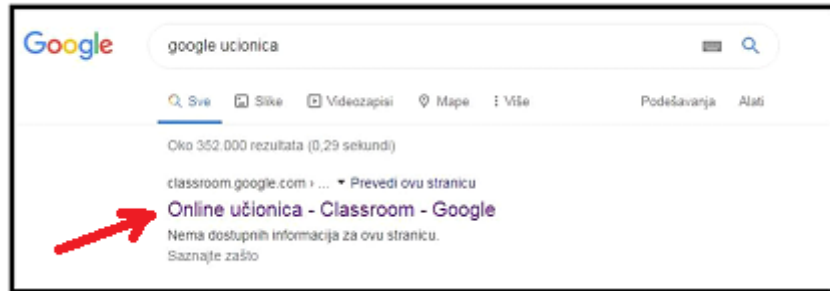 Google google ucionica
Sve Slike Videozapisi Mape Više Podešavanja Alati
Oko 352.000 rezultata (0,29 sekundi)
classroom.google.com › ... Prevedi ovu stranicu
Online učionica - Classroom - Google
Nema dostupnih informacija za ovu stranicu.
Saznajte zašto